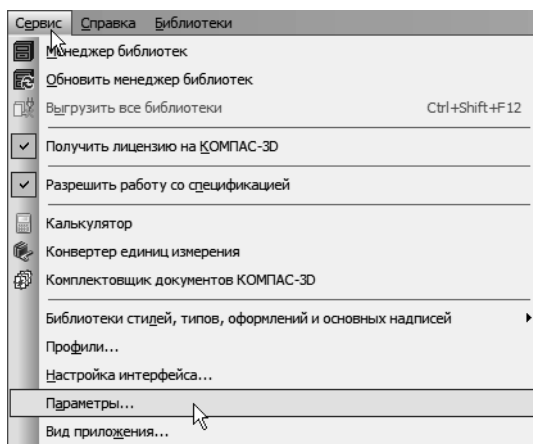 Сервис Справка Библиотеки
Менеджер библиотек
Обновить менеджер библиотек
Выгрузить все библиотеки Ctrl+Shift+F12
Получить лицензию на КОМПАС-3D
Разрешить работу со спецификацией
Калькулятор
Конвертер единиц измерения
Комплектовщик документов КОМПАС-3D
Библиотеки стилей, типов, оформлений и основных надписей
Профили...
Настройка интерфейса...
Параметры...
Вид приложения...